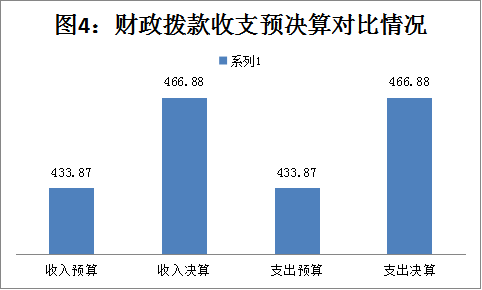 图4：财政拨款收支预决算对比情况
系列1
433.87
466.88
433.87
466.88
收入预算
收入决算
支出预算
支出决算